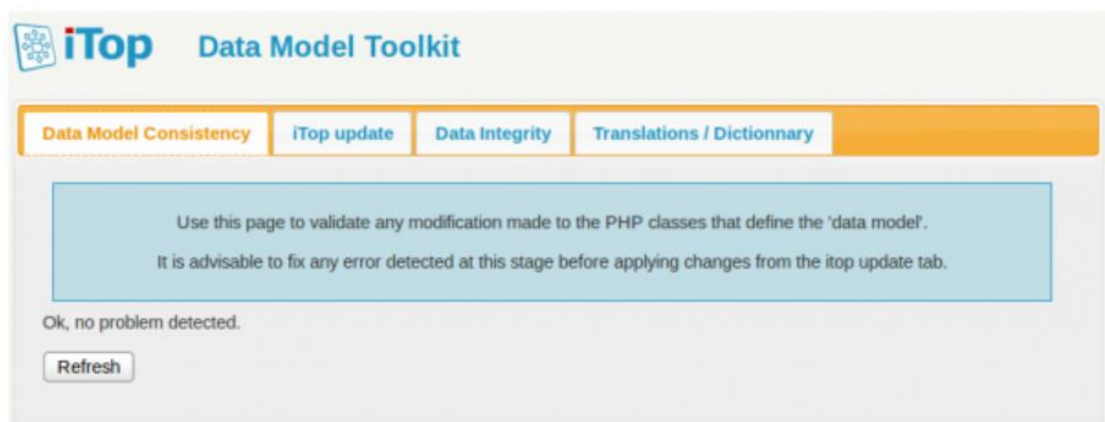 iTop Data Model Toolkit
Data Model Consistency iTop update Data Integrity Translations / Dictionnary
Use this page to validate any modification made to the PHP classes that define the 'data model'.
It is advisable to fix any error detected at this stage before applying changes from the itop update tab.
Ok, no problem detected.
Refresh